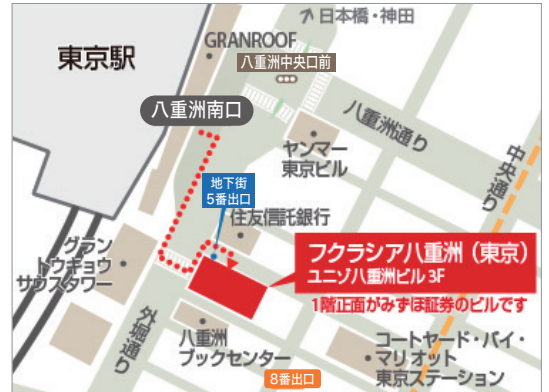 日本橋・神田
東京駅
GRANROOF
八重洲中央口前
八重洲南口
八重洲通り
ヤンマー
東京ビル
中央通り
地下街
5番出口
住友信託銀行
グラン
トウキョウ
サウスタワー
フクラシア八重洲（東京）
ユニゾ八重洲ビル 3F
1階正面がみずほ証券のビルです
外堀通り
八重洲
ブックセンター
コートヤード・バイ・
マリオット
東京ステーション
8番出口